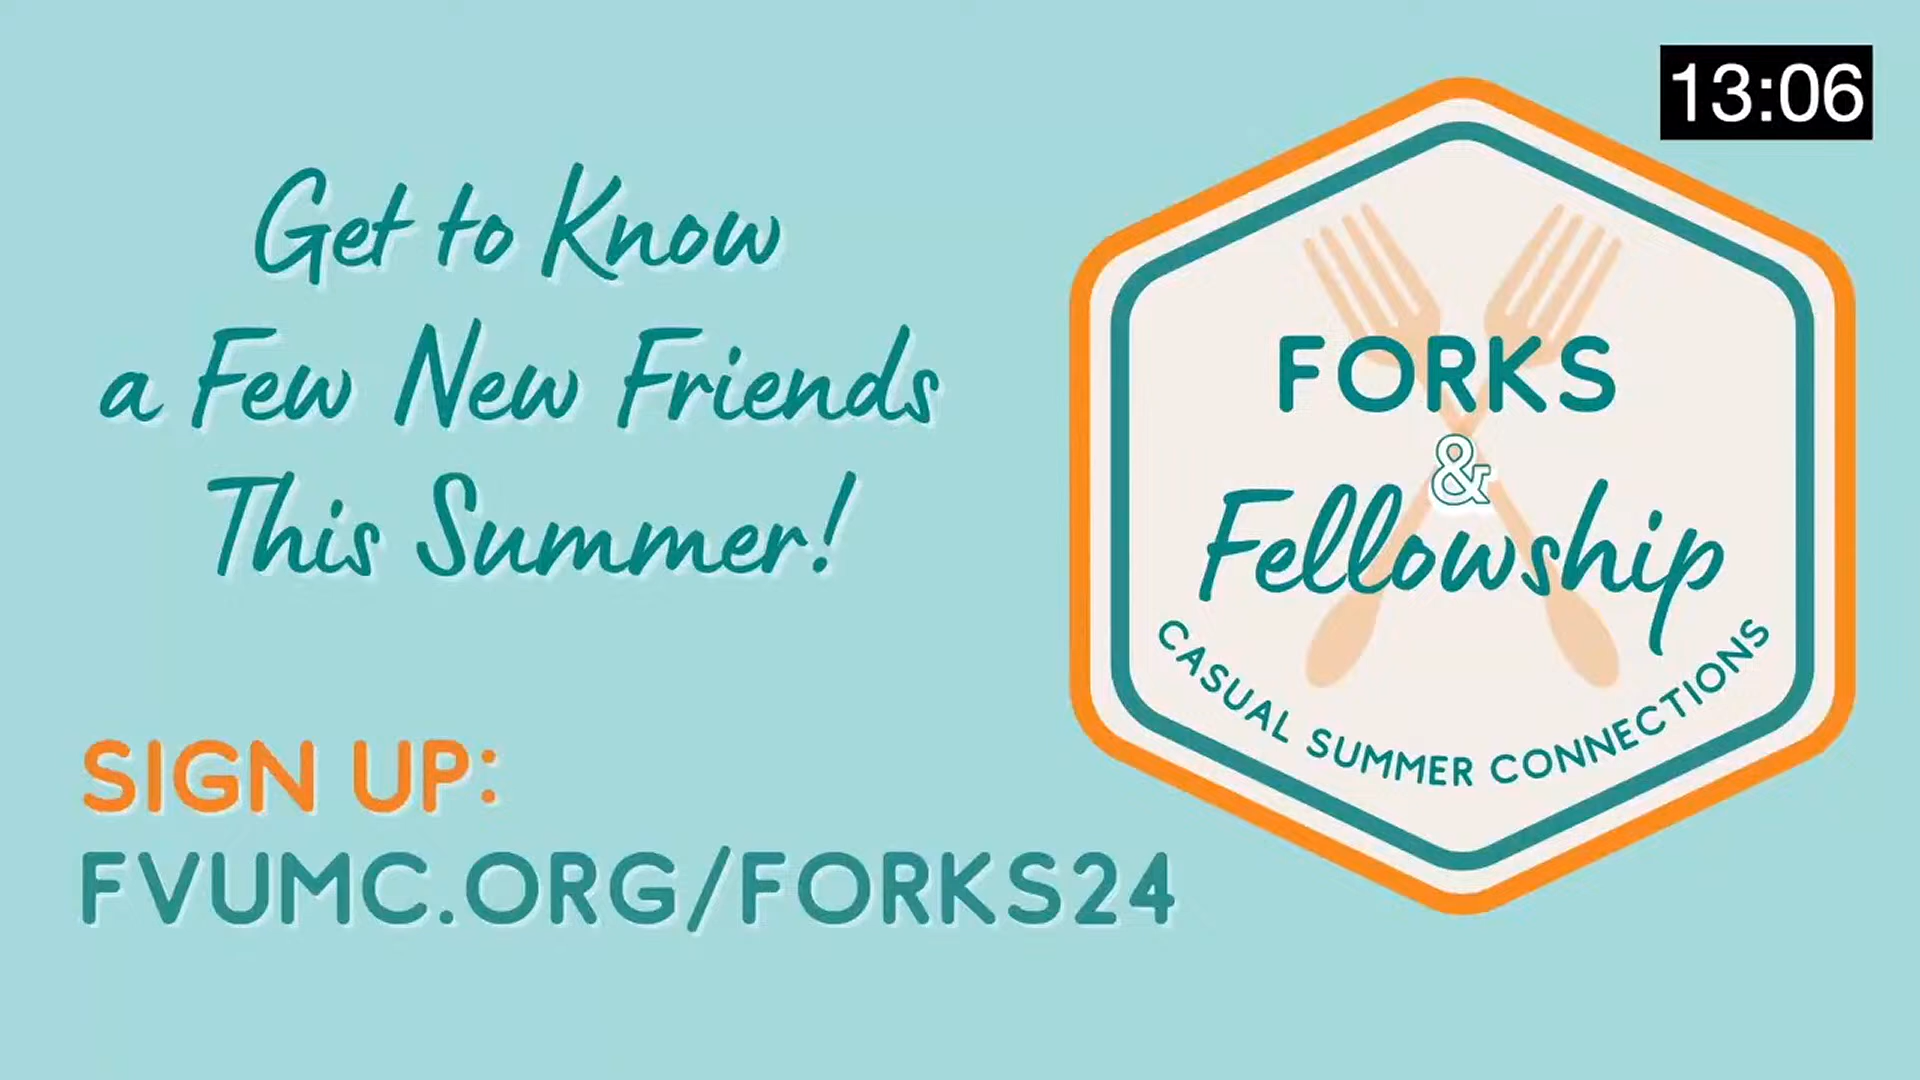 Get to Know
a Few New Friends
This Summer!
SIGN UP:
FVUMC.ORG/FORKS24
13:06
FORKS
&
Fellowship
CASUAL SUMMER CONNECTIONS